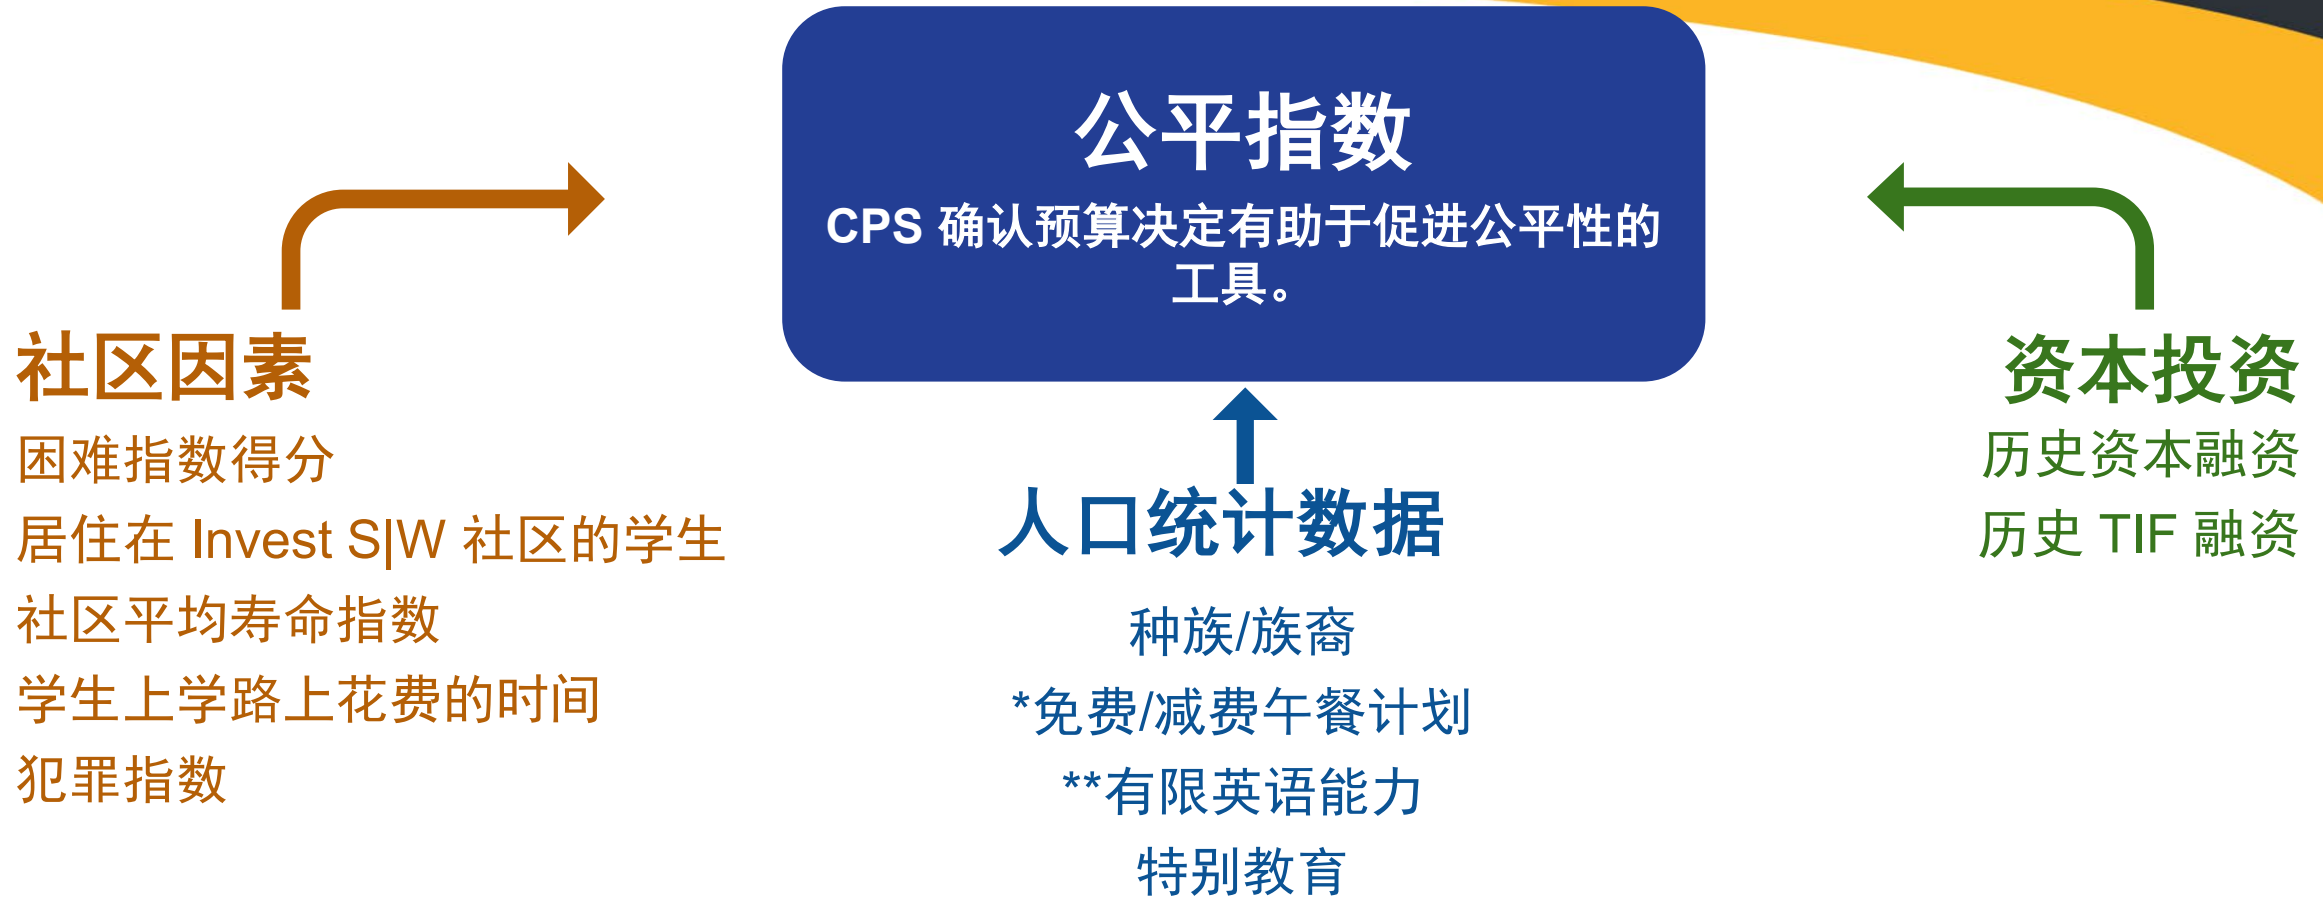 公平指数
CPS 确认预算决定有助于促进公平性的
工具。
社区因素
困难指数得分
居住在 Invest S|W 社区的学生
社区平均寿命指数
学生上学路上花费的时间
犯罪指数
人口统计数据
种族/族裔
*免费/减费午餐计划
**有限英语能力
特别教育
资本投资
历史资本融资
历史 TIF 融资